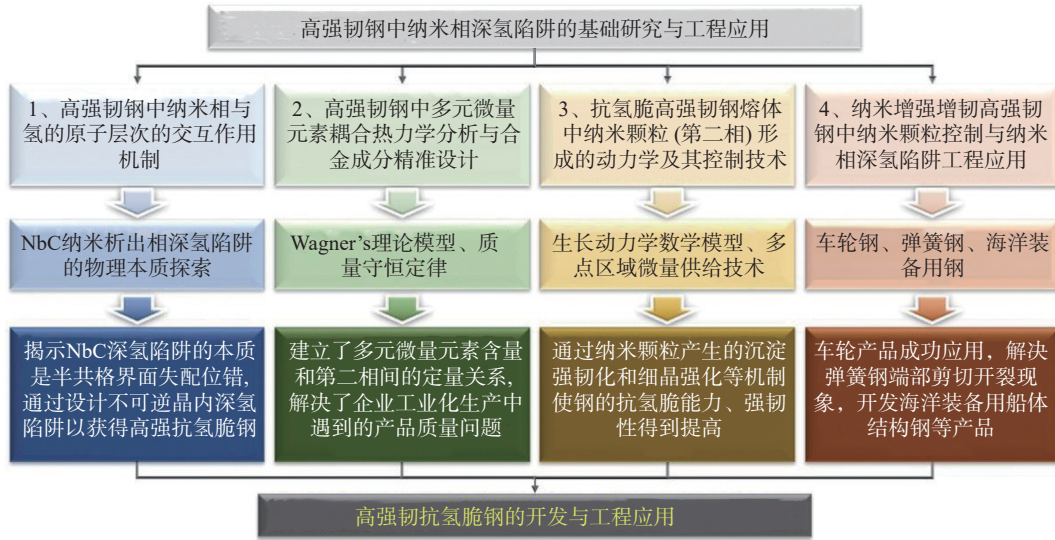 高强韧钢中纳米相深氢陷阱的基础研究与工程应用
1、高强韧钢中纳米相与
氢的原子层次的交互作用
机制
2、高强韧钢中多元微量
元素耦合热力学分析与合
金成分精准设计
3、抗氢脆高强韧钢熔体
中纳米颗粒 (第二相) 形
成的动力学及其控制技术
4、纳米增强增韧高强韧
钢中纳米颗粒控制与纳米
相深氢陷阱工程应用
NbC纳米析出相深氢陷阱
的物理本质探索
Wagner's理论模型、质
量守恒定律
生长动力学数学模型、多
点区域微量供给技术
车轮钢、弹簧钢、海洋装
备用钢
揭示NbC深氢陷阱的本质
是半共格界面失配位错,
通过设计不可逆晶内深氢
陷阱以获得高强抗氢脆钢
建立了多元微量元素含量
和第二相间的定量关系,
解决了企业工业化生产中
遇到的产品质量问题
通过纳米颗粒产生的沉淀
强韧化和细晶强化等机制
使钢的抗氢脆能力、强韧
性得到提高
车轮产品成功应用，解决
弹簧钢端部剪切开裂现
象，开发海洋装备用船体
结构钢等产品
高强韧抗氢脆钢的开发与工程应用